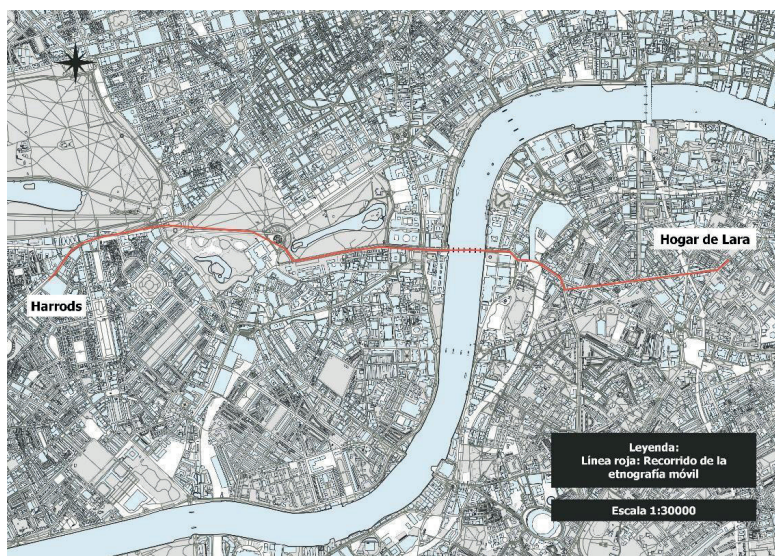 Hogar de Lara
Harrods
Leyenda:
Línea roja: Recorrido de la
etnografía móvil
Escala 1:30000